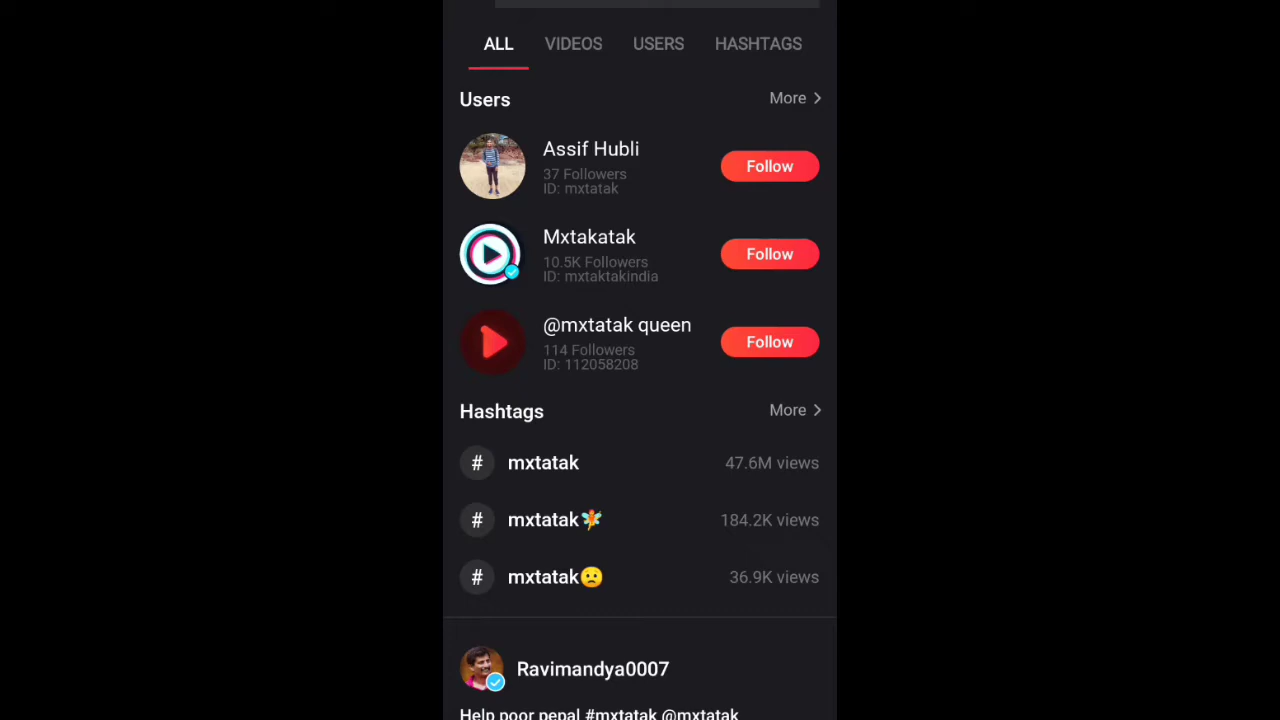 ALL VIDEOS USERS HASHTAGS
Users More
Assif Hubli
37 Followers
ID: mxtatak
Follow
Mxtakatak
10.5K Followers
ID: mxtaktakindia
Follow
@mxtatak queen
114 Followers
ID: 112058208
Follow
Hashtags More
# mxtatak 47.6M views
# mxtatak🧚 184.2K views
# mxtatak😟 36.9K views
Ravimandya0007
Help poor pepal #mxtatak @mxtatak